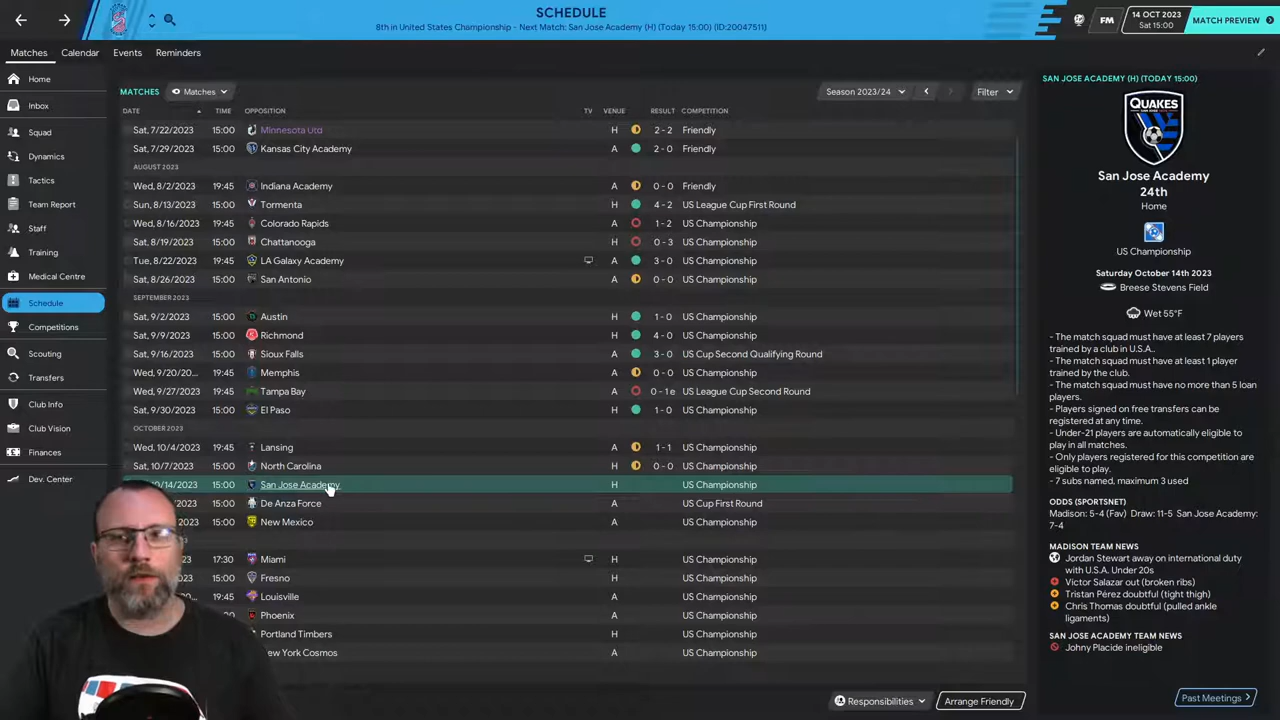 SCHEDULE
8th in United States Championship - Next Match: San Jose Academy (H) (Today 15:00) (ID:20047511)
FM
14 OCT 2023
Sat 15:00
MATCH PREVIEW
Matches Calendar Events Reminders
Home
Inbox
Squad
Dynamics
Tactics
Team Report
Staff
Training
Medical Centre
Schedule
Competitions
Scouting
Transfers
Club Info
Club Vision
Finances
Dev. Center
MATCHES Matches Season 2023/24 Filter
DATE TIME OPPOSITION TV VENUE RESULT COMPETITION
Sat, 7/22/2023 15:00 Minnesota Utd H 2 - 2 Friendly
Sat, 7/29/2023 15:00 Kansas City Academy A 2 - 0 Friendly
AUGUST 2023
Wed, 8/2/2023 19:45 Indiana Academy A 0 - 0 Friendly
Sun, 8/13/2023 15:00 Tormenta H 4 - 2 US League Cup First Round
Wed, 8/16/2023 19:45 Colorado Rapids A 1 - 2 US Championship
Sat, 8/19/2023 15:00 Chattanooga H 0 - 3 US Championship
Tue, 8/22/2023 19:45 LA Galaxy Academy A 3 - 0 US Championship
Sat, 8/26/2023 15:00 San Antonio A 0 - 0 US Championship
SEPTEMBER 2023
Sat, 9/2/2023 15:00 Austin H 1 - 0 US Championship
Sat, 9/9/2023 15:00 Richmond H 4 - 0 US Championship
Sat, 9/16/2023 15:00 Sioux Falls A 3 - 0 US Cup Second Qualifying Round
Wed, 9/20/20... 19:45 Memphis A 0 - 0 US Championship
Wed, 9/27/2023 19:45 Tampa Bay A 0 - 1 e US League Cup Second Round
Sat, 9/30/2023 15:00 El Paso H 1 - 0 US Championship
OCTOBER 2023
Wed, 10/4/2023 19:45 Lansing A 1 - 1 US Championship
Sat, 10/7/2023 15:00 North Carolina H 0 - 0 US Championship
10/14/2023 15:00 San Jose Academy H US Championship
/2023 15:00 De Anza Force A US Cup First Round
2023 15:00 New Mexico A US Championship
2023 17:30 Miami H US Championship
2023 15:00 Fresno H US Championship
20... 19:45 Louisville A US Championship
Phoenix A US Championship
Portland Timbers H US Championship
ew York Cosmos A US Championship
Responsibilities Arrange Friendly
SAN JOSE ACADEMY (H) (TODAY 15:00)
QUAKES
San Jose Academy
24th
Home
US Championship
Saturday October 14th 2023
Breese Stevens Field
Wet 55°F
- The match squad must have at least 7 players
trained by a club in U.S.A..
- The match squad must have at least 1 player
trained by the club.
- The match squad must have no more than 5 loan
players.
- Players signed on free transfers can be
registered at any time.
- Under-21 players are automatically eligible to
play in all matches.
- Only players registered for this competition are
eligible to play.
- 7 subs named, maximum 3 used
ODDS (SPORTSNET)
Madison: 5-4 (Fav) Draw: 11-5 San Jose Academy:
7-4
MADISON TEAM NEWS
Jordan Stewart away on international duty
with U.S.A. Under 20s
Victor Salazar out (broken ribs)
Tristan Pérez doubtful (tight thigh)
Chris Thomas doubtful (pulled ankle
ligaments)
SAN JOSE ACADEMY TEAM NEWS
Johny Placide ineligible
Past Meetings